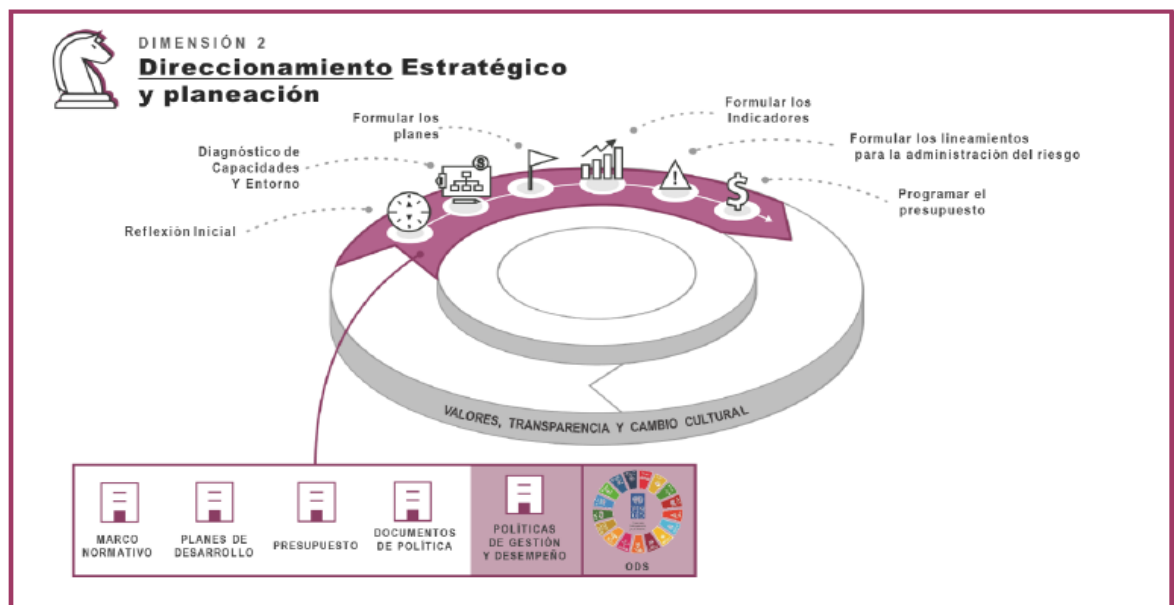 DIMENSIÓN 2
Direccionamiento Estratégico
y planeación
Reflexión Inicial
Diagnóstico de
Capacidades
Y Entorno
Formular los
planes
Formular los
Indicadores
Formular los lineamientos
para la administración del riesgo
Programar el
presupuesto
VALORES, TRANSPARENCIA Y CAMBIO CULTURAL
MARCO
NORMATIVO
PLANES DE
DESARROLLO
PRESUPUESTO
DOCUMENTOS
DE POLÍTICA
POLÍTICAS
DE GESTIÓN
Y DESEMPEÑO
ODS